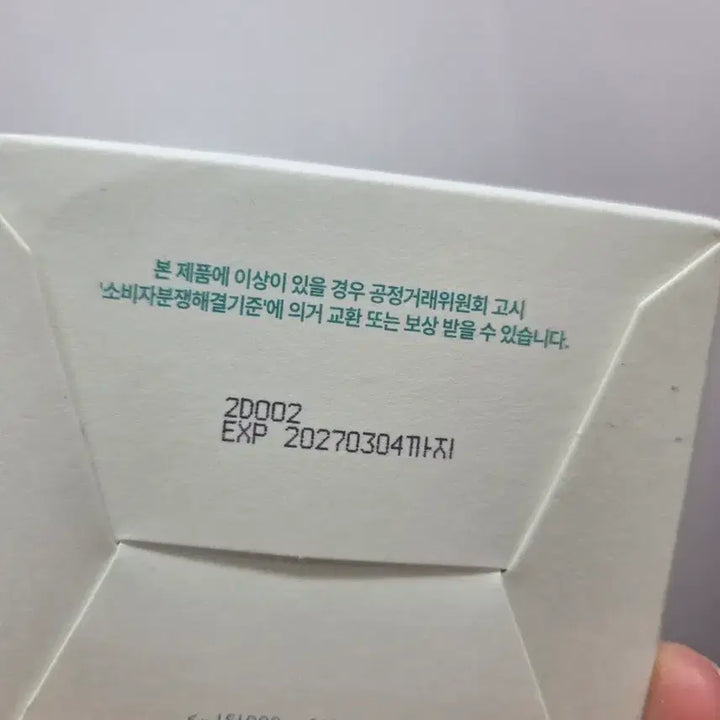 본 제품에 이상이 있을 경우 공정거래위원회 고시
'소비자분쟁해결기준'에 의거 교환 또는 보상 받을 수 있습니다.
2D002
EXP 20270304까지